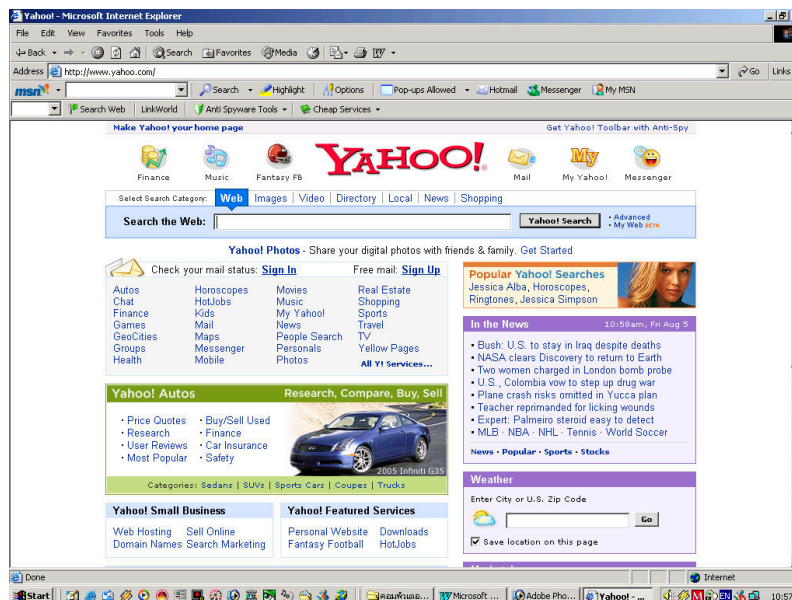 Yahoo! - Microsoft Internet Explorer
File Edit View Favorites Tools Help
Back Search Favorites Media
Address http://www.yahoo.com/ Go Links
msn Search Highlight Options Pop-ups Allowed Hotmail Messenger My MSN
Search Web LinkWorld Anti Spyware Tools Cheap Services
Make Yahoo! your home page Get Yahoo! Toolbar with Anti-Spy
YAHOO! My
Finance Music Fantasy FB Mail My Yahoo! Messenger
Select Search Category: Web Images | Video | Directory | Local | News | Shopping
Search the Web: Yahoo! Search • Advanced
• My Web BETA
Yahoo! Photos - Share your digital photos with friends & family. Get Started
Check your mail status: Sign In Free mail: Sign Up
Autos Horoscopes Movies Real Estate
Chat HotJobs Music Shopping
Finance Kids My Yahoo! Sports
Games Mail News Travel
GeoCities Maps People Search TV
Groups Messenger Personals Yellow Pages
Health Mobile Photos All Y! Services...
Yahoo! Autos Research, Compare, Buy, Sell
· Price Quotes · Buy/Sell Used
· Research · Finance
· User Reviews · Car Insurance
· Most Popular · Safety
2005 Infiniti G35
Categories: Sedans | SUVs | Sports Cars | Coupes | Trucks
Yahoo! Small Business
Web Hosting Sell Online
Domain Names Search Marketing
Yahoo! Featured Services
Personal Website Downloads
Fantasy Football HotJobs
Popular Yahoo! Searches
Jessica Alba, Horoscopes,
Ringtones, Jessica Simpson
In the News 10:58am, Fri Aug 5
• Bush: U.S. to stay in Iraq despite deaths
• NASA clears Discovery to return to Earth
• Two women charged in London bomb probe
• U.S., Colombia vow to step up drug war
• Plane crash risks omitted in Yucca plan
• Teacher reprimanded for licking wounds
• Expert: Palmeiro steroid easy to detect
• MLB · NBA · NHL · Tennis · World Soccer
News · Popular · Sports · Stocks
Weather
Enter City or U.S. Zip Code
Go
Save location on this page
Done Internet
Start คอมพิวเตอ... Microsoft ... Adobe Pho... Yahoo! - ... EN 10:57